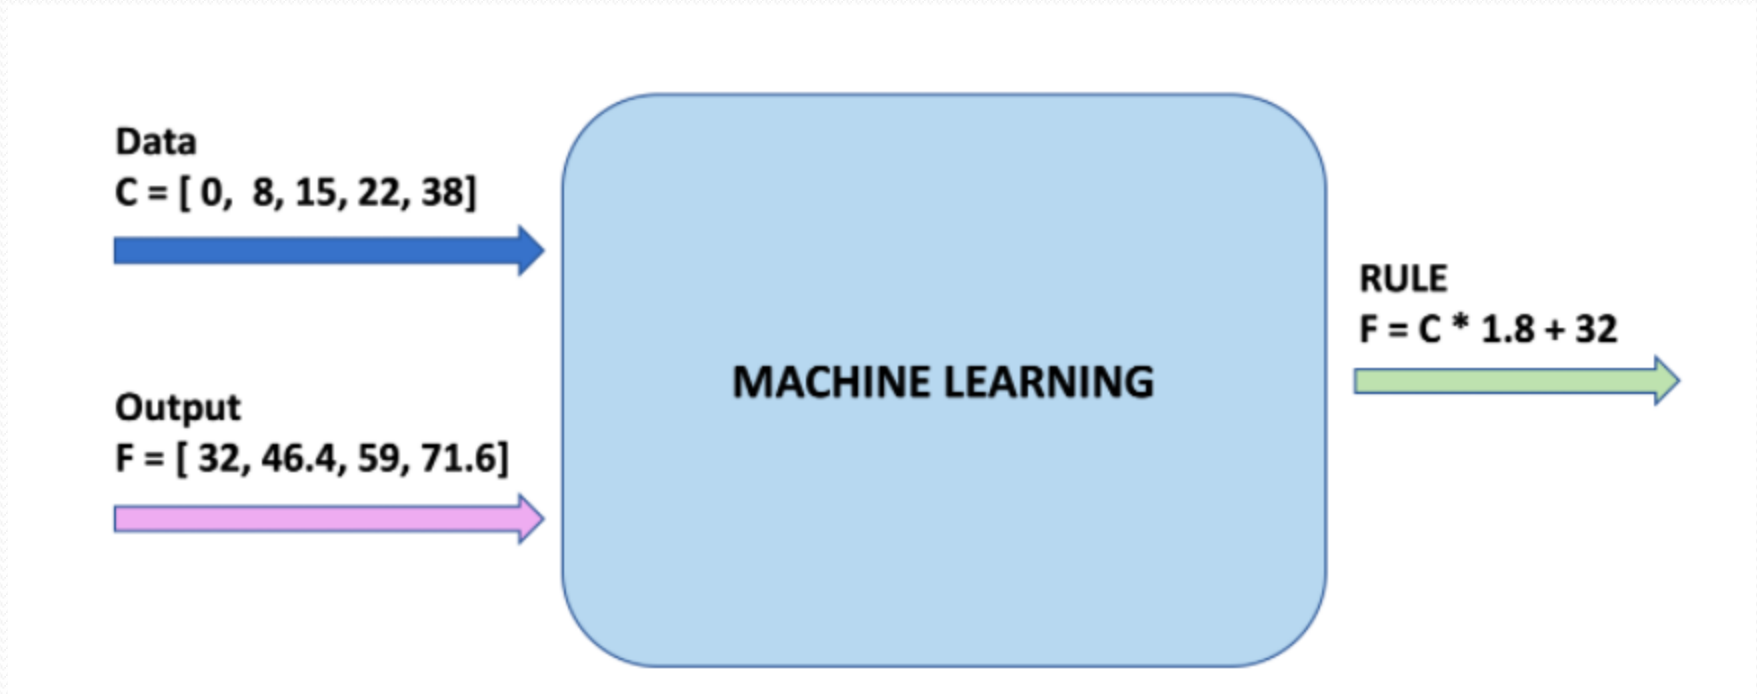 Data
C = [ 0,  8, 15, 22, 38]
Output
F = [ 32, 46.4, 59, 71.6]
MACHINE LEARNING
RULE
F = C * 1.8 + 32